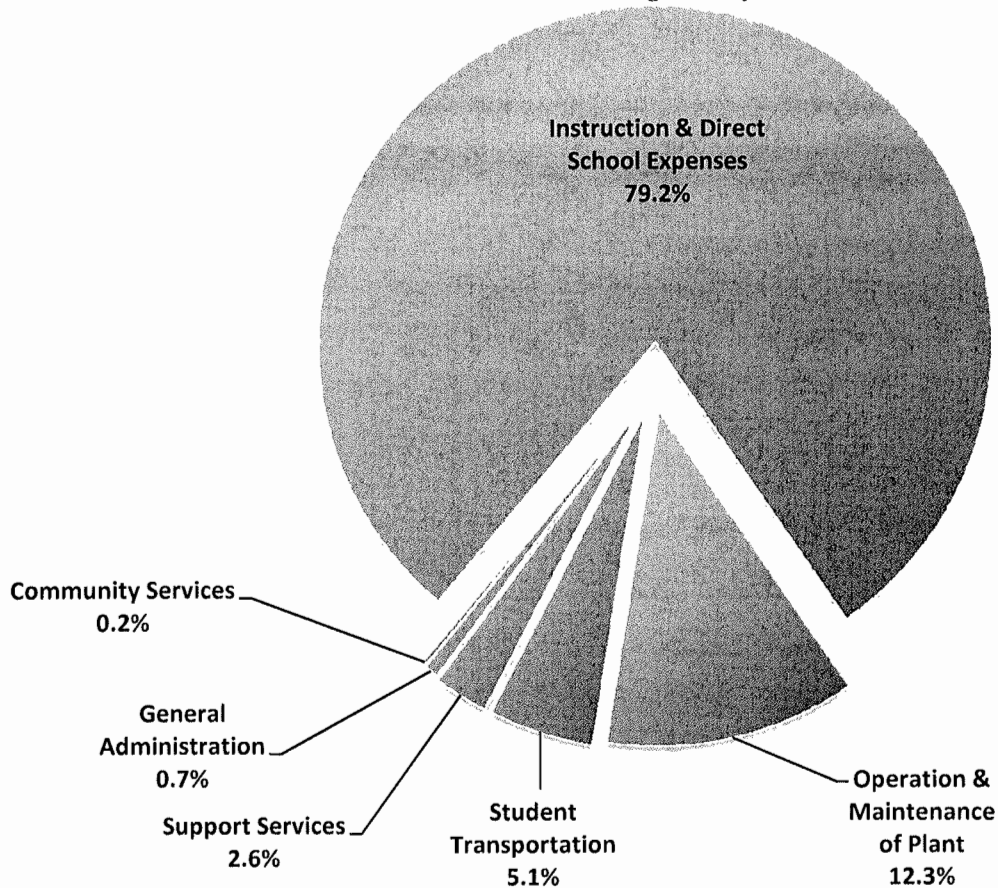 Instruction & Direct
School Expenses
79.2%
Community Services
0.2%
General
Administration
0.7%
Support Services
2.6%
Student
Transportation
5.1%
Operation &
Maintenance
of Plant
12.3%